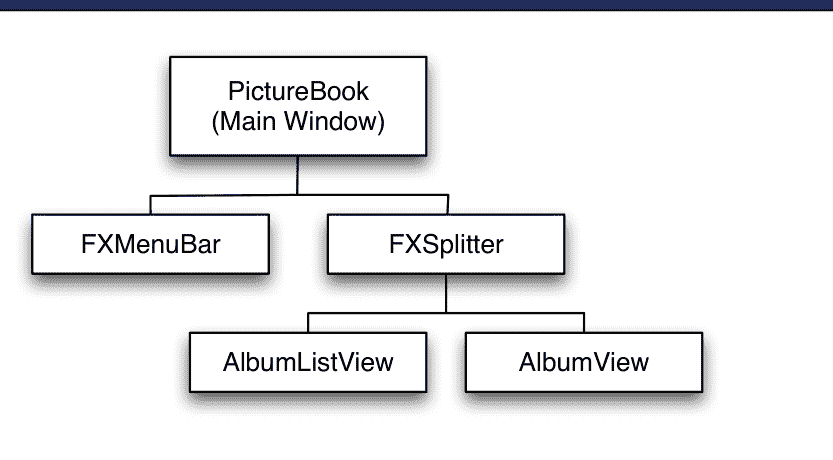 PictureBook
(Main Window)
FXMenuBar
FXSplitter
AlbumListView
AlbumView